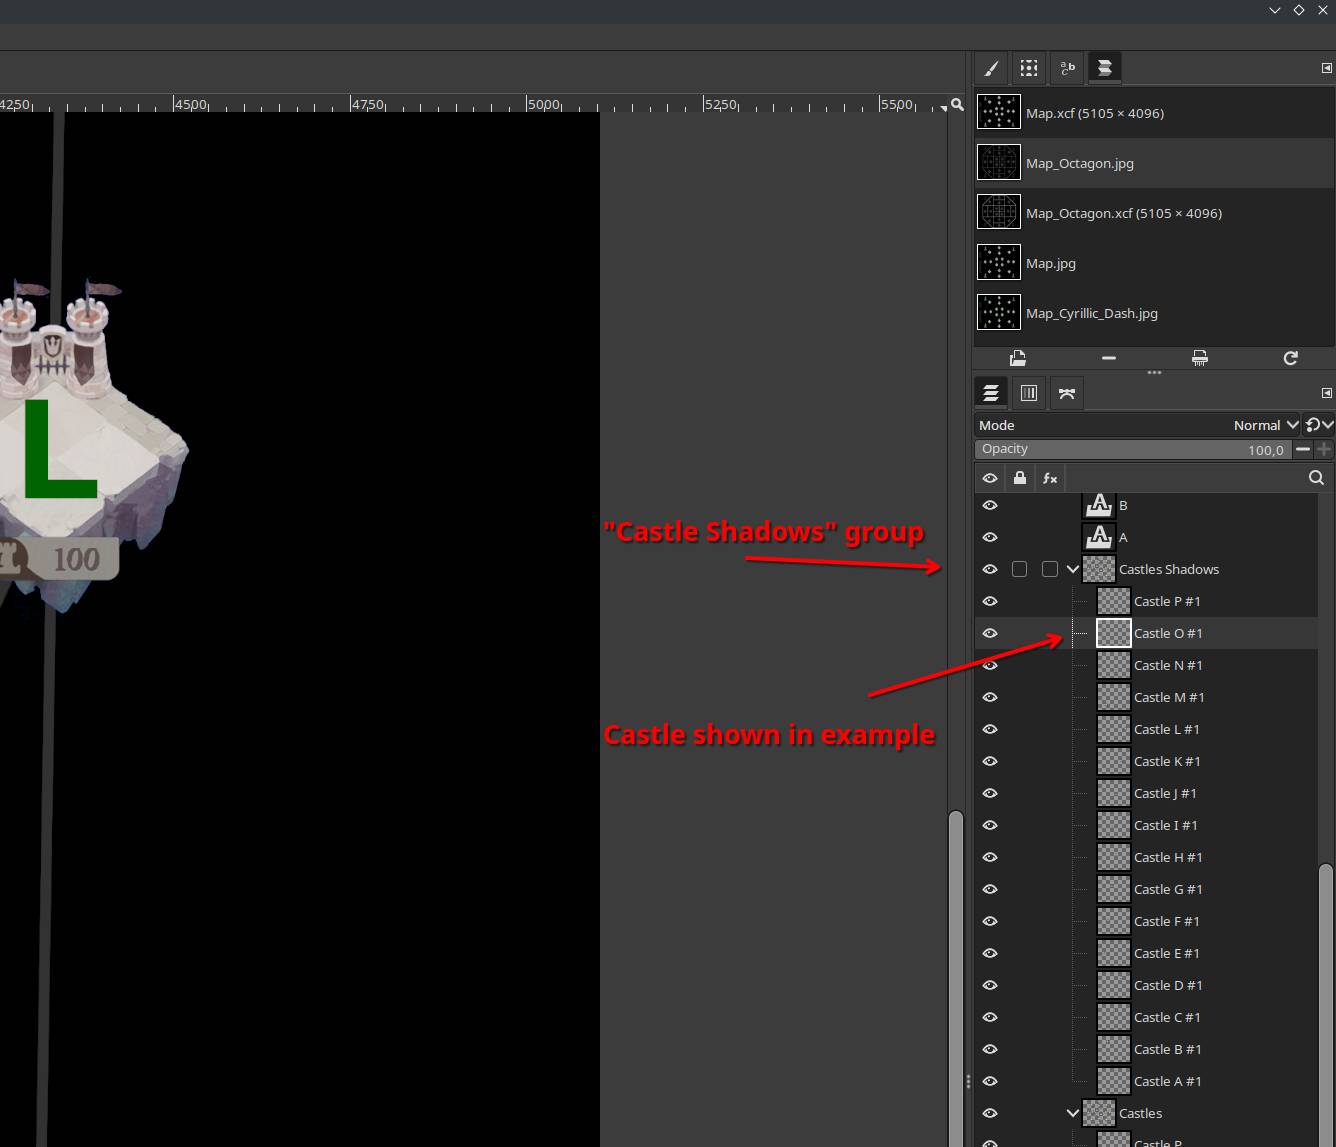 4250 4500 4750 5000 5250 5500
Map.xcf (5105 × 4096)
Map_Octagon.jpg
Map_Octagon.xcf (5105 × 4096)
Map.jpg
Map_Cyrillic_Dash.jpg
Mode Normal
Opacity 100,0
fx
B
A
Castles Shadows
Castle P #1
Castle O #1
Castle N #1
Castle M #1
Castle L #1
Castle K #1
Castle J #1
Castle I #1
Castle H #1
Castle G #1
Castle F #1
Castle E #1
Castle D #1
Castle C #1
Castle B #1
Castle A #1
Castles
Castle P
L
100
"Castle Shadows" group
Castle shown in example